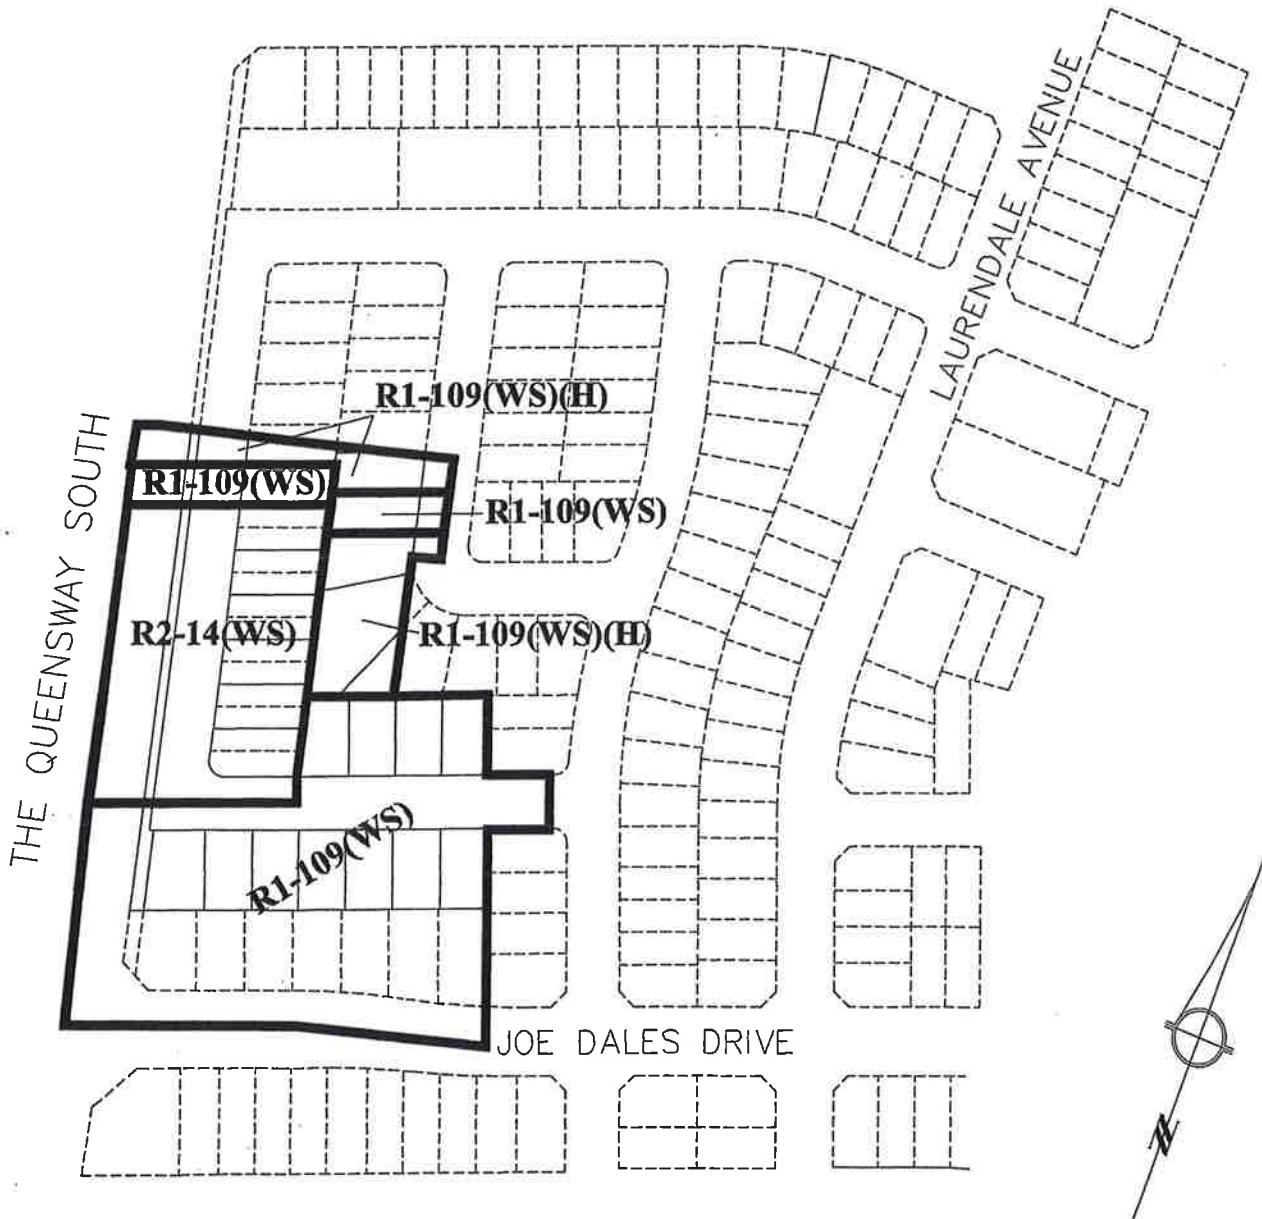 LAURENDALE AVENUE
R1-109(WS)(H)
R1-109(WS)
R1-109(WS)
THE QUEENSWAY SOUTH
R2-14(WS)
R1-109(WS)(H)
R1-109(WS)
JOE DALES DRIVE
N